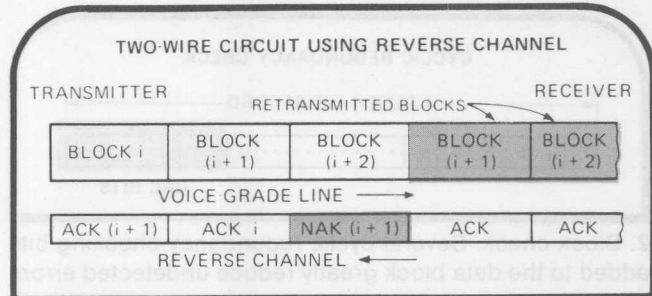 TWO-WIRE CIRCUIT USING REVERSE CHANNEL
TRANSMITTER RECEIVER
RETRANSMITTED BLOCKS
BLOCK i BLOCK (i + 1) BLOCK (i + 2) BLOCK (i + 1) BLOCK (i + 2)
VOICE-GRADE LINE
ACK (i + 1) ACK i NAK (i + 1) ACK ACK
REVERSE CHANNEL